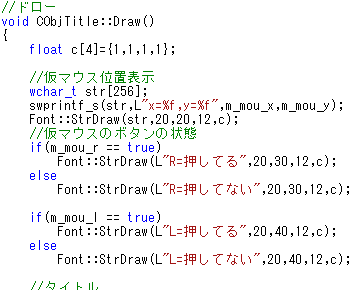 //ドロー
void CObjTitle::Draw()
{
float c[4]={1,1,1,1};
//仮マウス位置表示
wchar_t str[256];
swprintf_s(str,L"x=%f,y=%f",m_mou_x,m_mou_y);
Font::StrDraw(str,20,20,12,c);
//仮マウスのボタンの状態
if(m_mou_r == true)
Font::StrDraw(L"R=押してる",20,30,12,c);
else
Font::StrDraw(L"R=押してない",20,30,12,c);
if(m_mou_l == true)
Font::StrDraw(L"L=押してる",20,40,12,c);
else
Font::StrDraw(L"L=押してない",20,40,12,c);
//タイトル